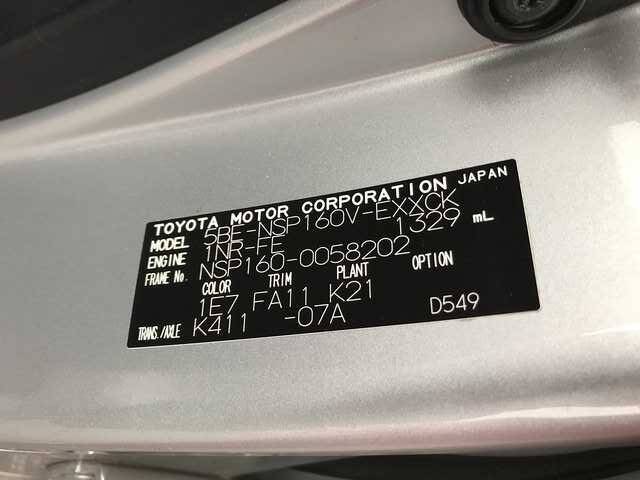 TOYOTA MOTOR CORPORATION JAPAN
MODEL 5BE-NSP160V-EXXCK
ENGINE 1NR-FE 1329 mL
FRAME No. NSP160-0058202
COLOR TRIM PLANT OPTION
1E7 FA11 K21
TRANS./AXLE K411 -07A D549